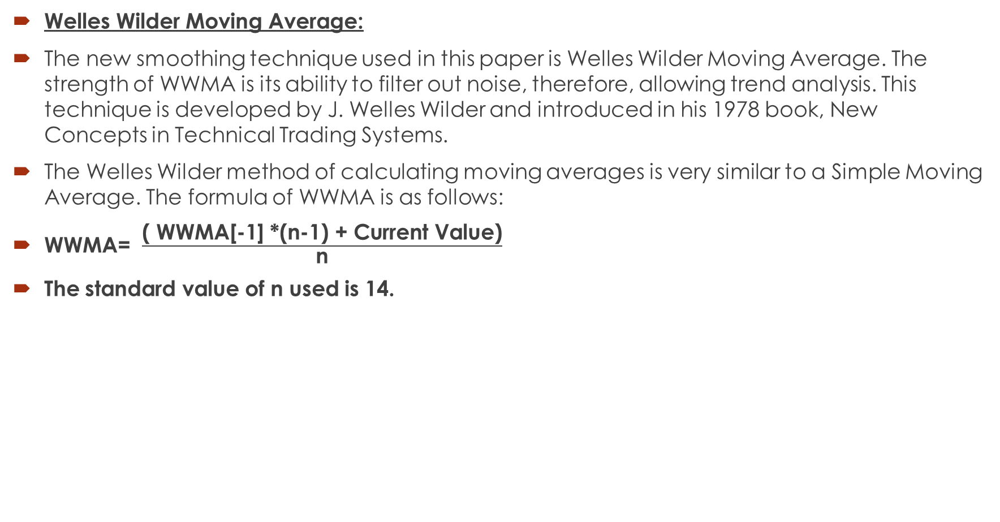 Welles Wilder Moving Average:
The new smoothing technique used in this paper is Welles Wilder Moving Average. The
strength of WWMA is its ability to filter out noise, therefore, allowing trend analysis. This
technique is developed by J. Welles Wilder and introduced in his 1978 book, New
Concepts in Technical Trading Systems.
The Welles Wilder method of calculating moving averages is very similar to a Simple Moving
Average. The formula of WWMA is as follows:
WWMA= ( WWMA[-1] *(n-1) + Current Value)
n
The standard value of n used is 14.